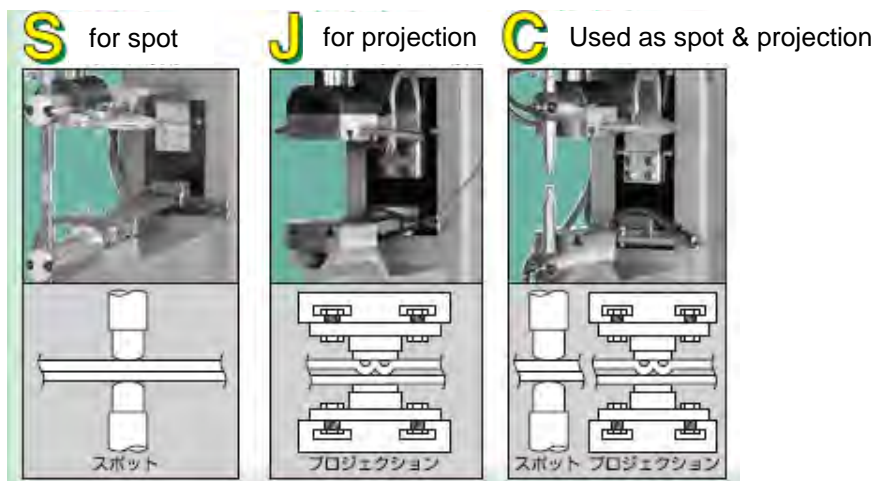 S for spot
J for projection
C Used as spot & projection
スポット
プロジェクション
スポット プロジェクション